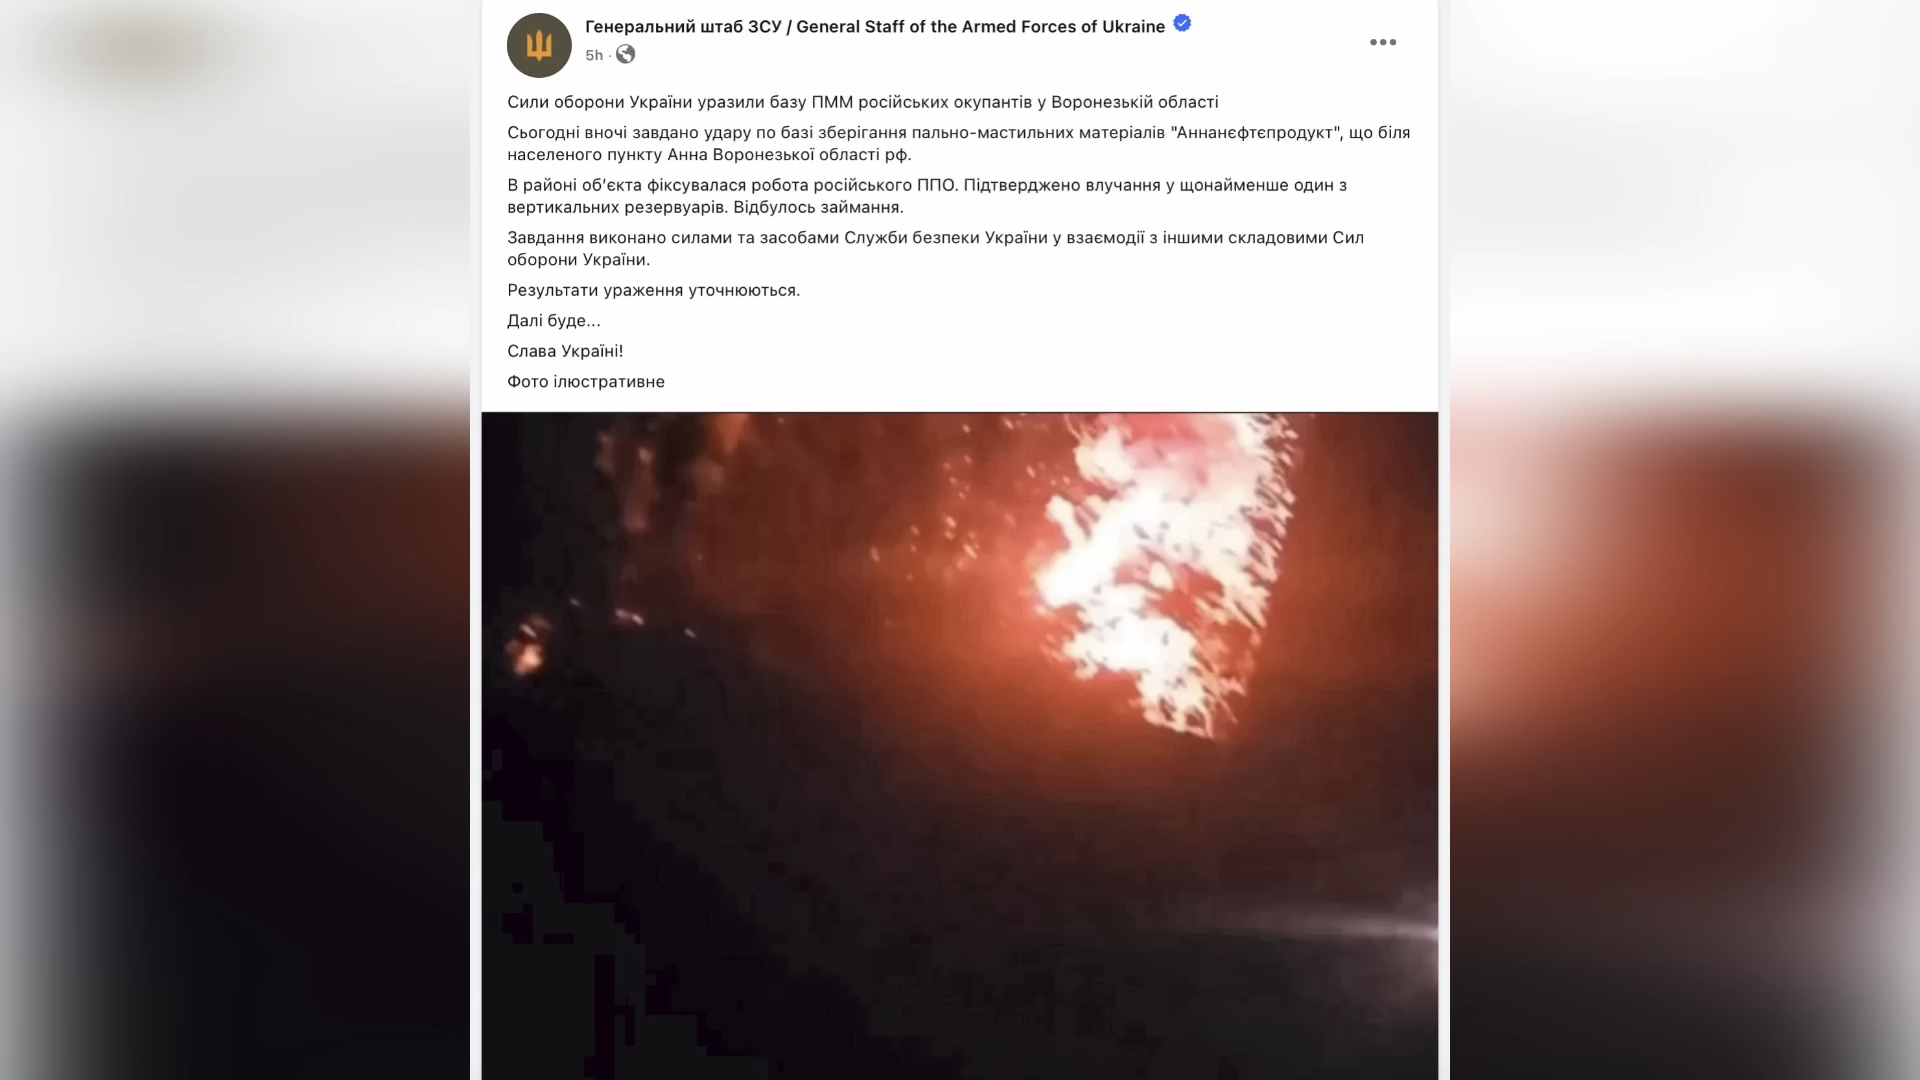 Генеральний штаб ЗСУ / General Staff of the Armed Forces of Ukraine
5h ·
Сили оборони України уразили базу ПММ російських окупантів у Воронезькій області
Сьогодні вночі завдано удару по базі зберігання пально-мастильних матеріалів "Аннанєфтєпродукт", що біля
населеного пункту Анна Воронезької області рф.
В районі об’єкта фіксувалася робота російського ППО. Підтверджено влучання у щонайменше один з
вертикальних резервуарів. Відбулось займання.
Завдання виконано силами та засобами Служби безпеки України у взаємодії з іншими складовими Сил
оборони України.
Результати ураження уточнюються.
Далі буде...
Слава Україні!
Фото ілюстративне